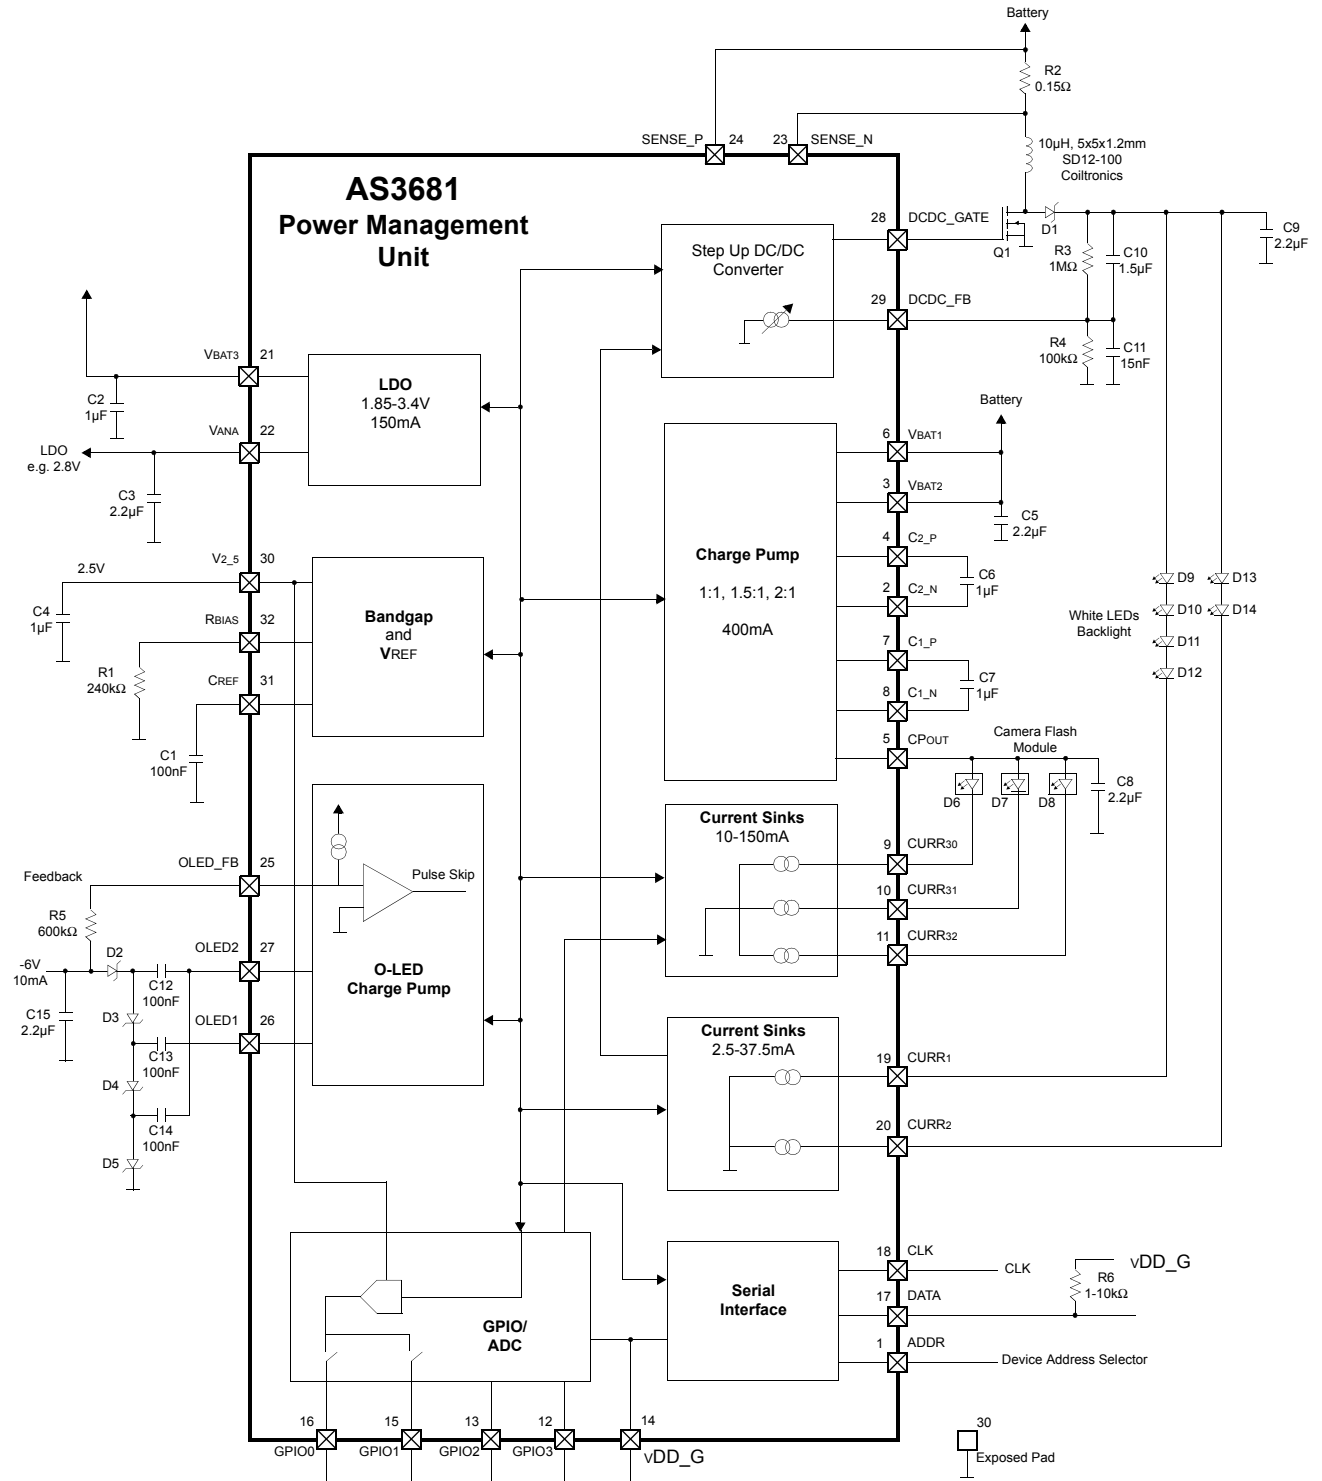 Battery
R2
0.15Ω
SENSE_P 24 23 SENSE_N
10µH, 5x5x1.2mm
SD12-100
Coiltronics
AS3681
Power Management
Unit
28 DCDC_GATE
Step Up DC/DC
Converter
Q1
D1
R3
1MΩ
C10
1.5µF
C9
2.2µF
29 DCDC_FB
R4
100kΩ
C11
15nF
VBAT3 21
C2
1µF
LDO
1.85-3.4V
150mA
VANA 22
LDO
e.g. 2.8V
C3
2.2µF
Battery
6 VBAT1
3 VBAT2
C5
2.2µF
4 C2_P
C6
1µF
2 C2_N
7 C1_P
C7
1µF
8 C1_N
5 CPOUT
Charge Pump
1:1, 1.5:1, 2:1
400mA
V2_5 30
2.5V
C4
1µF
RBIAS 32
R1
240kΩ
CREF 31
C1
100nF
Bandgap
and
VREF
D9
D10
D11
D12
D13
D14
White LEDs
Backlight
Camera Flash
Module
D6
D7
D8
C8
2.2µF
Current Sinks
10-150mA
9 CURR30
10 CURR31
11 CURR32
OLED_FB 25
Feedback
Pulse Skip
R5
600kΩ
OLED2 27
-6V
10mA
D2
C12
100nF
O-LED
Charge Pump
C15
2.2µF
D3
OLED1 26
C13
100nF
D4
C14
100nF
D5
Current Sinks
2.5-37.5mA
19 CURR1
20 CURR2
18 CLK
CLK
VDD_G
R6
1-10kΩ
17 DATA
Serial
Interface
1 ADDR
Device Address Selector
GPIO/
ADC
16 15 13 12 14
GPIO0 GPIO1 GPIO2 GPIO3 VDD_G
30
Exposed Pad